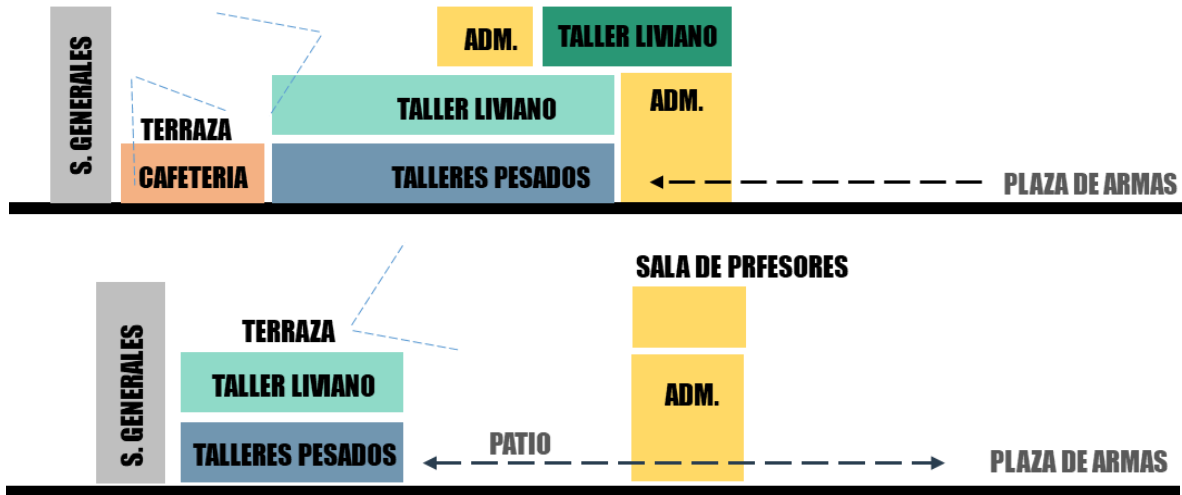 S. GENERALES
TERRAZA
CAFETERIA
ADM.
TALLER LIVIANO
TALLER LIVIANO
ADM.
TALLERES PESADOS
PLAZA DE ARMAS
S. GENERALES
TERRAZA
TALLER LIVIANO
TALLERES PESADOS
PATIO
SALA DE PRFESORES
ADM.
PLAZA DE ARMAS